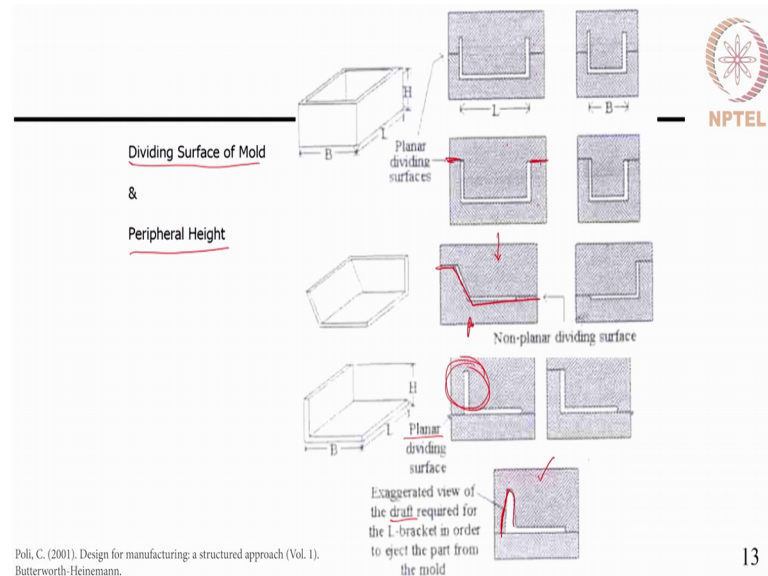 NPTEL
Dividing Surface of Mold
&
Peripheral Height
H
L
B
Planar
dividing
surfaces
L
B
Non-planar dividing surface
H
L
B
Planar
dividing
surface
Exaggerated view of
the draft required for
the L-bracket in order
to eject the part from
the mold
Poli, C. (2001). Design for manufacturing: a structured approach (Vol. 1).
Butterworth-Heinemann.
13